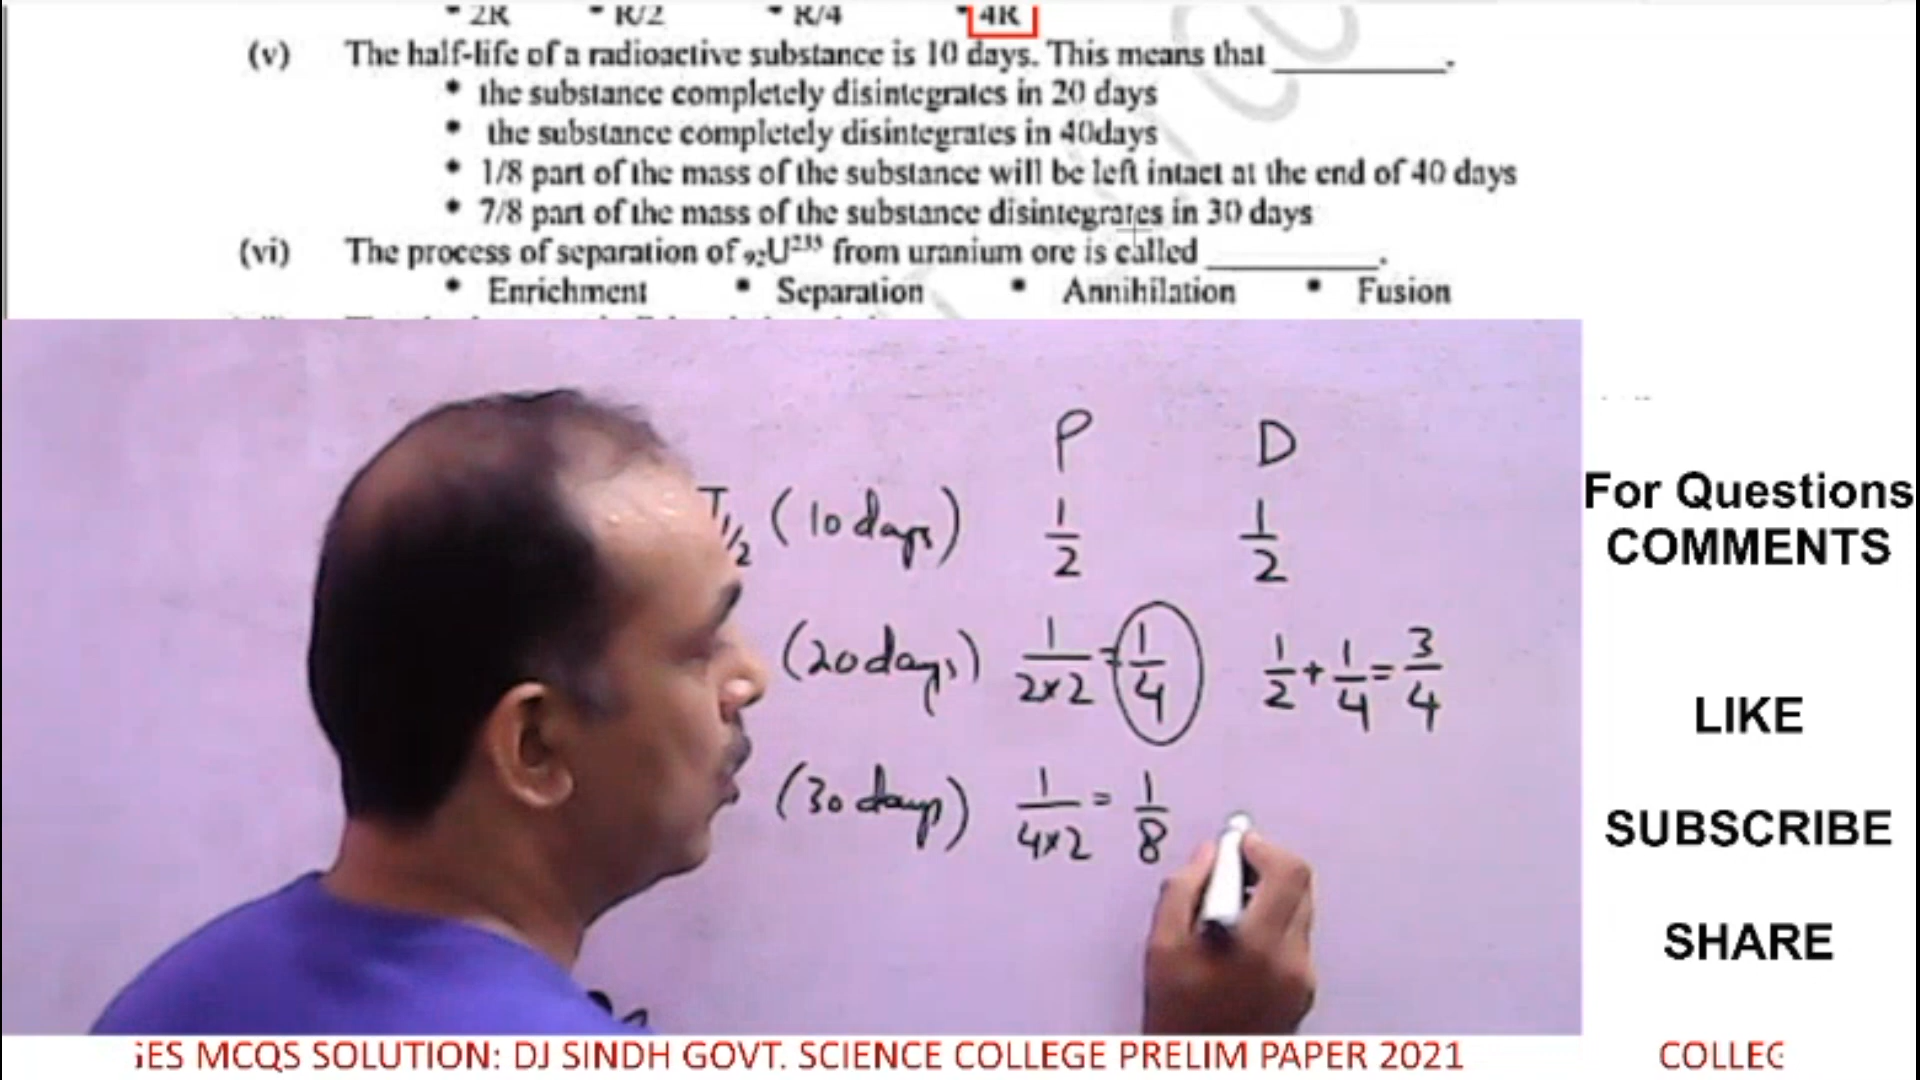 • 2R • R/2 • R/4 • 4R
(v) The half-life of a radioactive substance is 10 days. This means that __________.
• the substance completely disintegrates in 20 days
• the substance completely disintegrates in 40days
• 1/8 part of the mass of the substance will be left intact at the end of 40 days
• 7/8 part of the mass of the substance disintegrates in 30 days
(vi) The process of separation of ₉₂U²³⁵ from uranium ore is called __________.
• Enrichment • Separation • Annihilation • Fusion
P D
T1/2 (10 days) 1/2 1/2
(20 days) 1/2×2 = 1/4 1/2 + 1/4 = 3/4
(30 days) 1/4×2 = 1/8
For Questions
COMMENTS
LIKE
SUBSCRIBE
SHARE
GES MCQS SOLUTION: DJ SINDH GOVT. SCIENCE COLLEGE PRELIM PAPER 2021 COLLEG